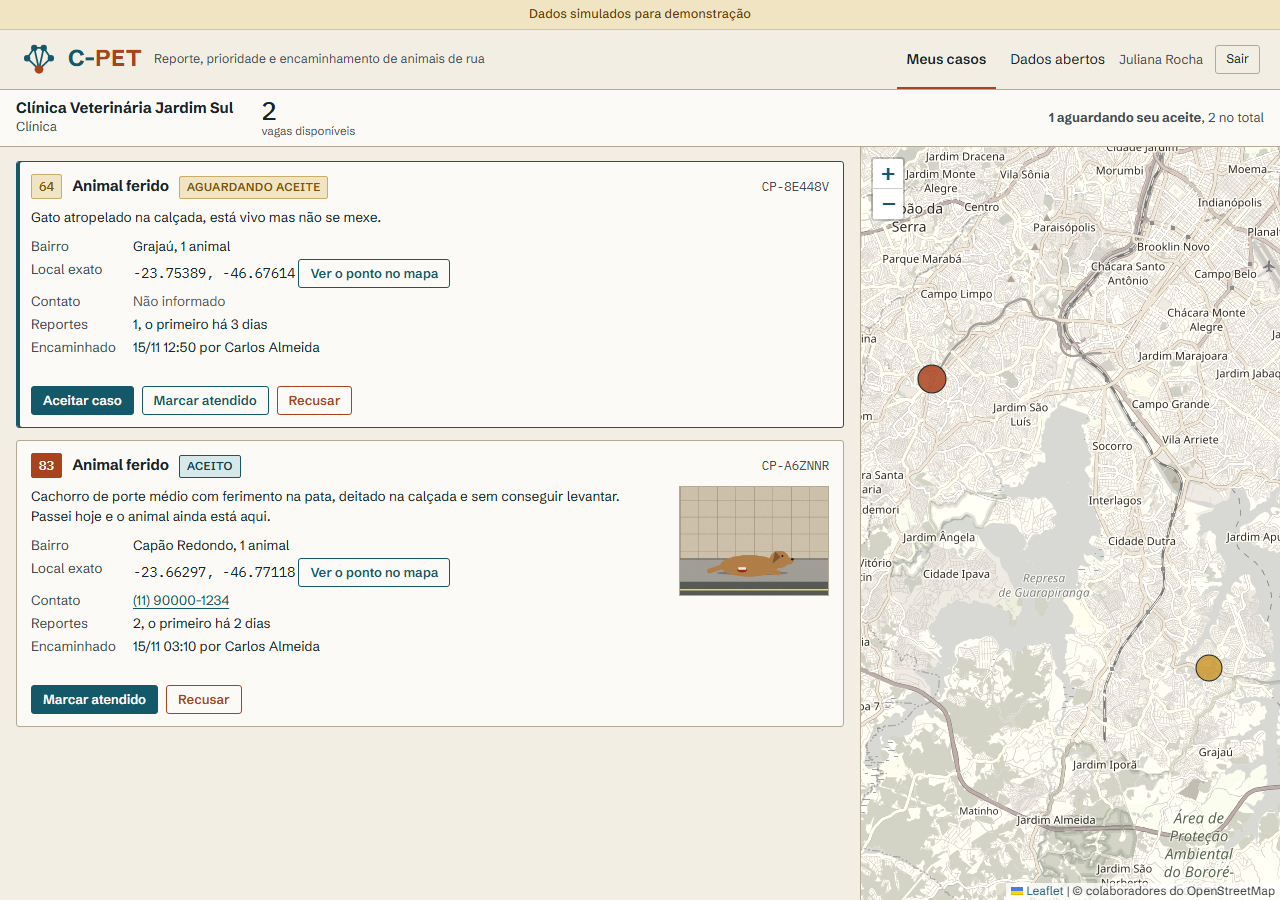 Dados simulados para demonstração
C-PET
Reporte, prioridade e encaminhamento de animais de rua
Meus casos
Dados abertos
Juliana Rocha
Sair
Clínica Veterinária Jardim Sul
Clínica
2
vagas disponíveis
1 aguardando seu aceite, 2 no total
64
Animal ferido
AGUARDANDO ACEITE
CP-8E448V
Gato atropelado na calçada, está vivo mas não se mexe.
Bairro
Grajaú, 1 animal
Local exato
-23.75389, -46.67614
Ver o ponto no mapa
Contato
Não informado
Reportes
1, o primeiro há 3 dias
Encaminhado
15/11 12:50 por Carlos Almeida
Aceitar caso
Marcar atendido
Recusar
83
Animal ferido
ACEITO
CP-A6ZNNR
Cachorro de porte médio com ferimento na pata, deitado na calçada e sem conseguir levantar.
Passei hoje e o animal ainda está aqui.
Bairro
Capão Redondo, 1 animal
Local exato
-23.66297, -46.77118
Ver o ponto no mapa
Contato
(11) 90000-1234
Reportes
2, o primeiro há 2 dias
Encaminhado
15/11 03:10 por Carlos Almeida
Marcar atendido
Recusar
+
−
Cidade Jardim
Jardim Dracena
Morumbi
Moema
Jardim Monte
Alegre
Vila Sônia
Indianópolis
Centro
da
Serra
Paraisópolis
Brooklin Novo
Parque Marabá
Chácara Santo
Antônio
Campo Belo
Campo Limpo
Chácara Monte
Alegre
Jardim Marajoara
Jardim
Jardim São
Luís
Campo Grande
Socorro
Vila Arriete
Interlagos
Jardim Ângela
Cidade Dutra
Jardim
Cidade Ipava
Represa
de Guarapiranga
Grajaú
Jardim Iporã
Matinho
Jardim Almeida
Área de
Proteção
Ambiental
do Bororé-
Jardim São
Norberto
Leaflet | © colaboradores do OpenStreetMap